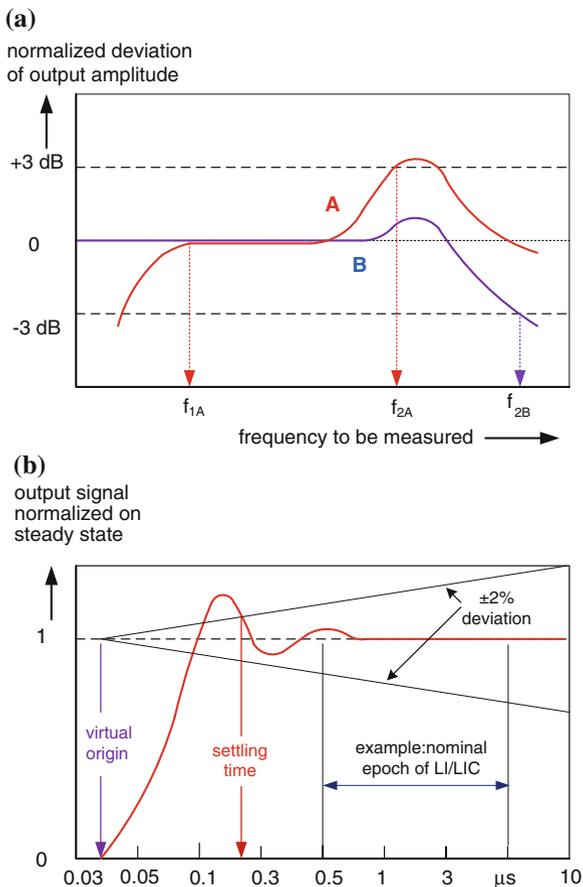 (a)
normalized deviation
of output amplitude
+3 dB
A
0
B
-3 dB
f1A
f2A
f2B
frequency to be measured
(b)
output signal
normalized on
steady state
±2%
deviation
1
virtual
origin
settling
time
example:nominal
epoch of LI/LIC
0
0.03 0.05 0.1 0.3 0.5 1 3 μs 10